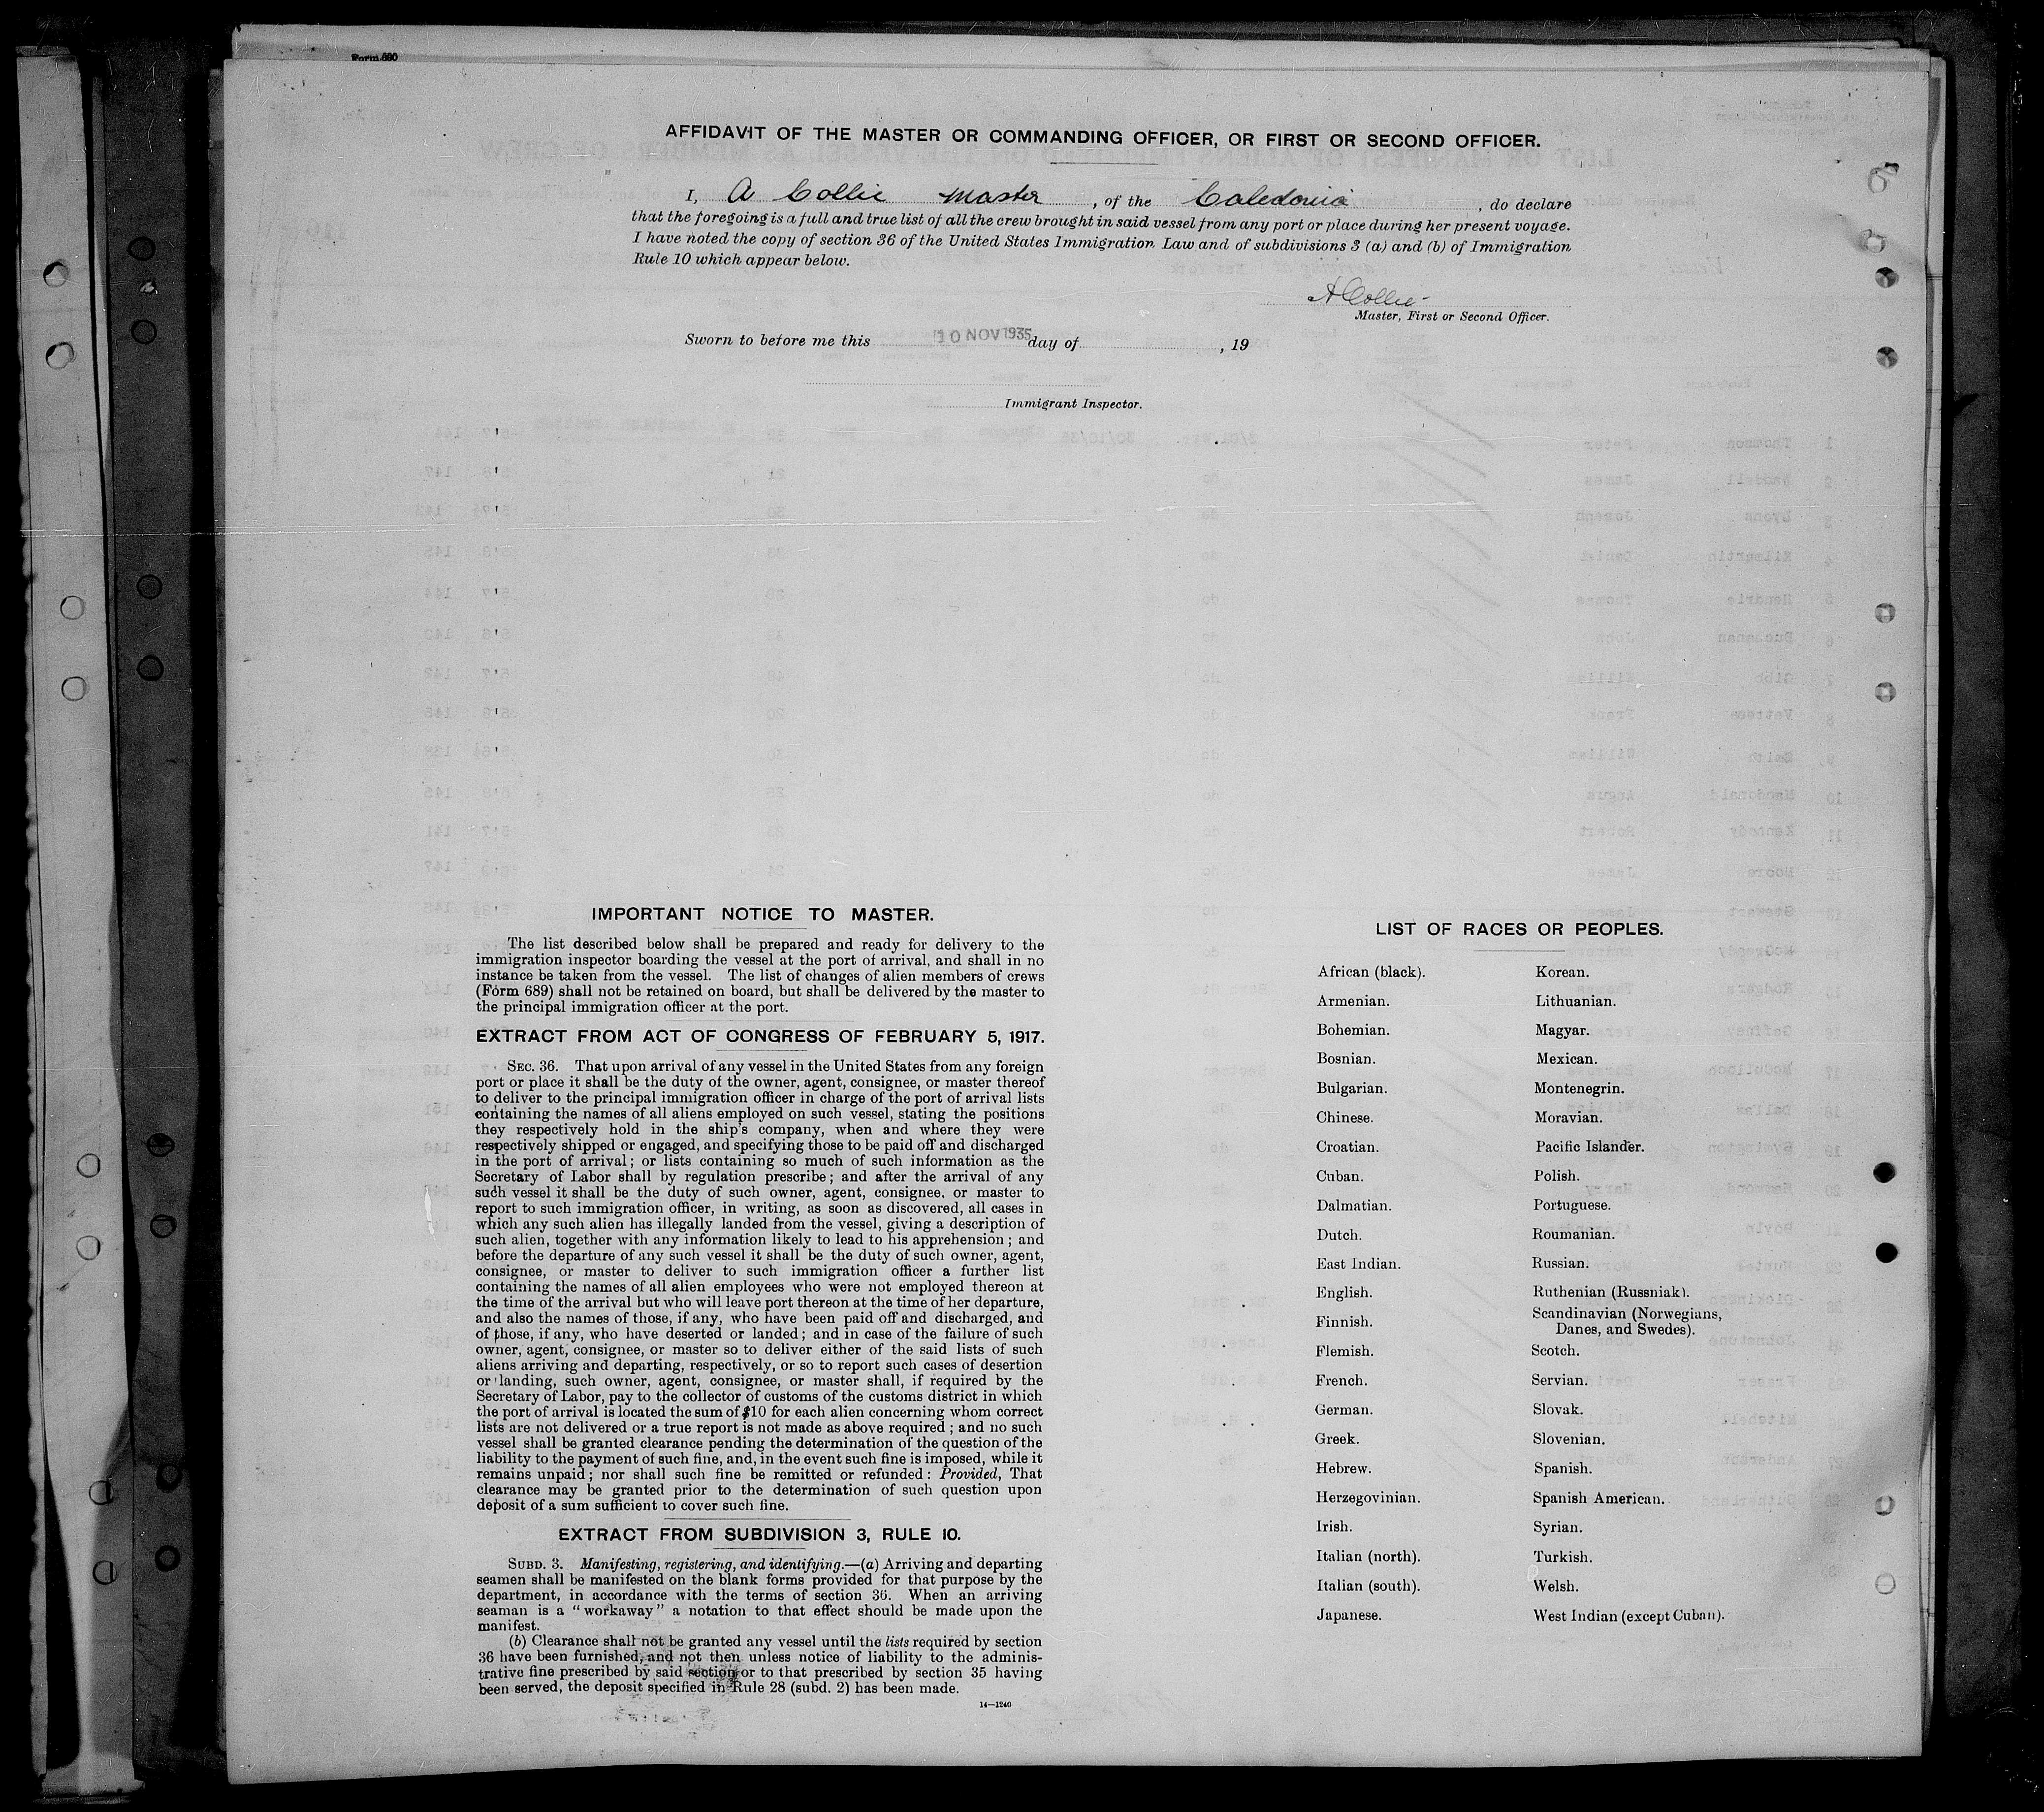 Form 690
AFFIDAVIT OF THE MASTER OR COMMANDING OFFICER, OR FIRST OR SECOND OFFICER.
I, A Collie Master, of the Caledonia, do declare
that the foregoing is a full and true list of all the crew brought in said vessel from any port or place during her present voyage.
I have noted the copy of section 36 of the United States Immigration Law and of subdivisions 3 (a) and (b) of Immigration
Rule 10 which appear below.
A Collie
Master, First or Second Officer.
Sworn to before me this 10 NOV 1935 day of , 19
Immigrant Inspector.
IMPORTANT NOTICE TO MASTER.
The list described below shall be prepared and ready for delivery to the
immigration inspector boarding the vessel at the port of arrival, and shall in no
instance be taken from the vessel. The list of changes of alien members of crews
(Form 689) shall not be retained on board, but shall be delivered by the master to
the principal immigration officer at the port.
EXTRACT FROM ACT OF CONGRESS OF FEBRUARY 5, 1917.
SEC. 36. That upon arrival of any vessel in the United States from any foreign
port or place it shall be the duty of the owner, agent, consignee, or master thereof
to deliver to the principal immigration officer in charge of the port of arrival lists
containing the names of all aliens employed on such vessel, stating the positions
they respectively hold in the ship's company, when and where they were
respectively shipped or engaged, and specifying those to be paid off and discharged
in the port of arrival; or lists containing so much of such information as the
Secretary of Labor shall by regulation prescribe; and after the arrival of any
such vessel it shall be the duty of such owner, agent, consignee, or master to
report to such immigration officer, in writing, as soon as discovered, all cases in
which any such alien has illegally landed from the vessel, giving a description of
such alien, together with any information likely to lead to his apprehension; and
before the departure of any such vessel it shall be the duty of such owner, agent,
consignee, or master to deliver to such immigration officer a further list
containing the names of all alien employees who were not employed thereon at
the time of the arrival but who will leave port thereon at the time of her departure,
and also the names of those, if any, who have been paid off and discharged, and
of those, if any, who have deserted or landed; and in case of the failure of such
owner, agent, consignee, or master so to deliver either of the said lists of such
aliens arriving and departing, respectively, or so to report such cases of desertion
or landing, such owner, agent, consignee, or master shall, if required by the
Secretary of Labor, pay to the collector of customs of the customs district in which
the port of arrival is located the sum of $10 for each alien concerning whom correct
lists are not delivered or a true report is not made as above required; and no such
vessel shall be granted clearance pending the determination of the question of the
liability to the payment of such fine, and, in the event such fine is imposed, while it
remains unpaid; nor shall such fine be remitted or refunded: Provided, That
clearance may be granted prior to the determination of such question upon
deposit of a sum sufficient to cover such fine.
EXTRACT FROM SUBDIVISION 3, RULE 10.
SUBD. 3. Manifesting, registering, and identifying.—(a) Arriving and departing
seamen shall be manifested on the blank forms provided for that purpose by the
department, in accordance with the terms of section 36. When an arriving
seaman is a "workaway" a notation to that effect should be made upon the
manifest.
(b) Clearance shall not be granted any vessel until the lists required by section
36 have been furnished, and not then unless notice of liability to the adminis-
trative fine prescribed by said section or to that prescribed by section 35 having
been served, the deposit specified in Rule 28 (subd. 2) has been made.
14—1240
LIST OF RACES OR PEOPLES.
African (black).
Armenian.
Bohemian.
Bosnian.
Bulgarian.
Chinese.
Croatian.
Cuban.
Dalmatian.
Dutch.
East Indian.
English.
Finnish.
Flemish.
French.
German.
Greek.
Hebrew.
Herzegovinian.
Irish.
Italian (north).
Italian (south).
Japanese.
Korean.
Lithuanian.
Magyar.
Mexican.
Montenegrin.
Moravian.
Pacific Islander.
Polish.
Portuguese.
Roumanian.
Russian.
Ruthenian (Russniak).
Scandinavian (Norwegians,
Danes, and Swedes).
Scotch.
Servian.
Slovak.
Slovenian.
Spanish.
Spanish American.
Syrian.
Turkish.
Welsh.
West Indian (except Cuban).